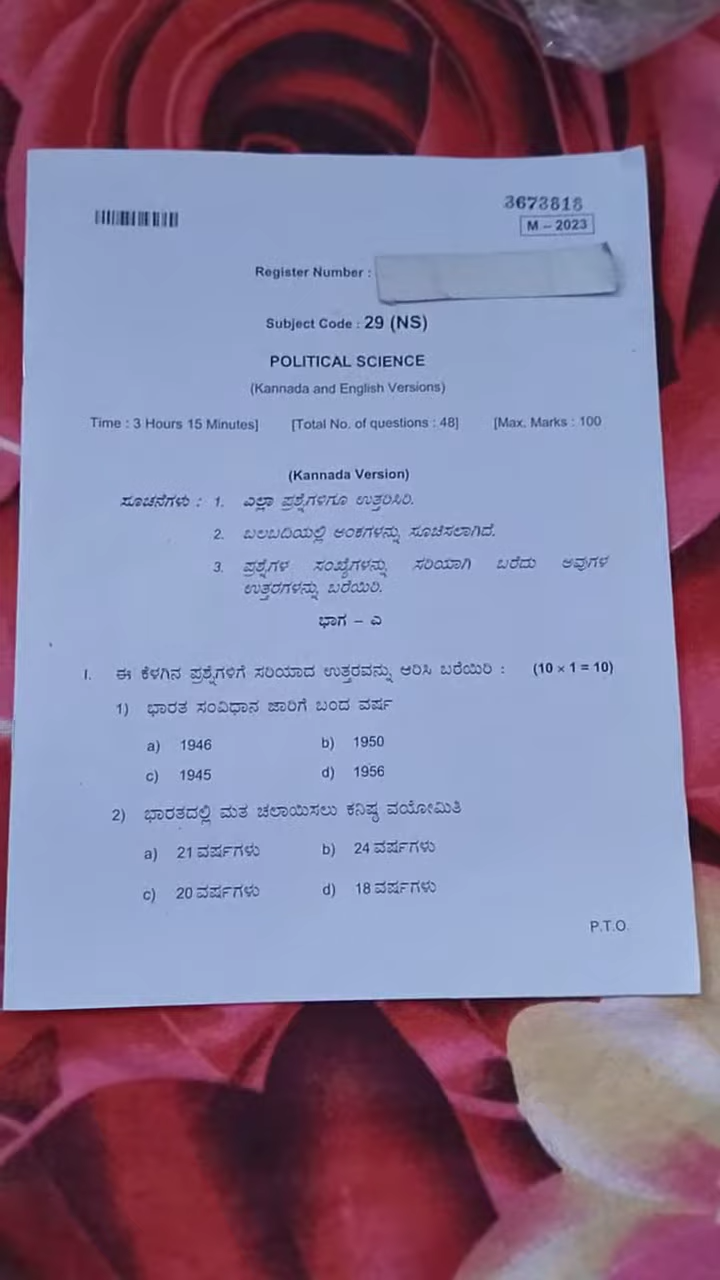 3673818
M – 2023
Register Number :
Subject Code : 29 (NS)
POLITICAL SCIENCE
(Kannada and English Versions)
Time : 3 Hours 15 Minutes] [Total No. of questions : 48] [Max. Marks : 100
(Kannada Version)
ಸೂಚನೆಗಳು : 1. ಎಲ್ಲಾ ಪ್ರಶ್ನೆಗಳಿಗೂ ಉತ್ತರಿಸಿರಿ.
2. ಬಲಬದಿಯಲ್ಲಿ ಅಂಕಗಳನ್ನು ಸೂಚಿಸಲಾಗಿದೆ.
3. ಪ್ರಶ್ನೆಗಳ ಸಂಖ್ಯೆಗಳನ್ನು ಸರಿಯಾಗಿ ಬರೆದು ಅವುಗಳ
ಉತ್ತರಗಳನ್ನು ಬರೆಯಿರಿ.
ಭಾಗ – ಎ
I. ಈ ಕೆಳಗಿನ ಪ್ರಶ್ನೆಗಳಿಗೆ ಸರಿಯಾದ ಉತ್ತರವನ್ನು ಆರಿಸಿ ಬರೆಯಿರಿ : (10 × 1 = 10)
1) ಭಾರತ ಸಂವಿಧಾನ ಜಾರಿಗೆ ಬಂದ ವರ್ಷ
a) 1946 b) 1950
c) 1945 d) 1956
2) ಭಾರತದಲ್ಲಿ ಮತ ಚಲಾಯಿಸಲು ಕನಿಷ್ಠ ವಯೋಮಿತಿ
a) 21 ವರ್ಷಗಳು b) 24 ವರ್ಷಗಳು
c) 20 ವರ್ಷಗಳು d) 18 ವರ್ಷಗಳು
P.T.O.